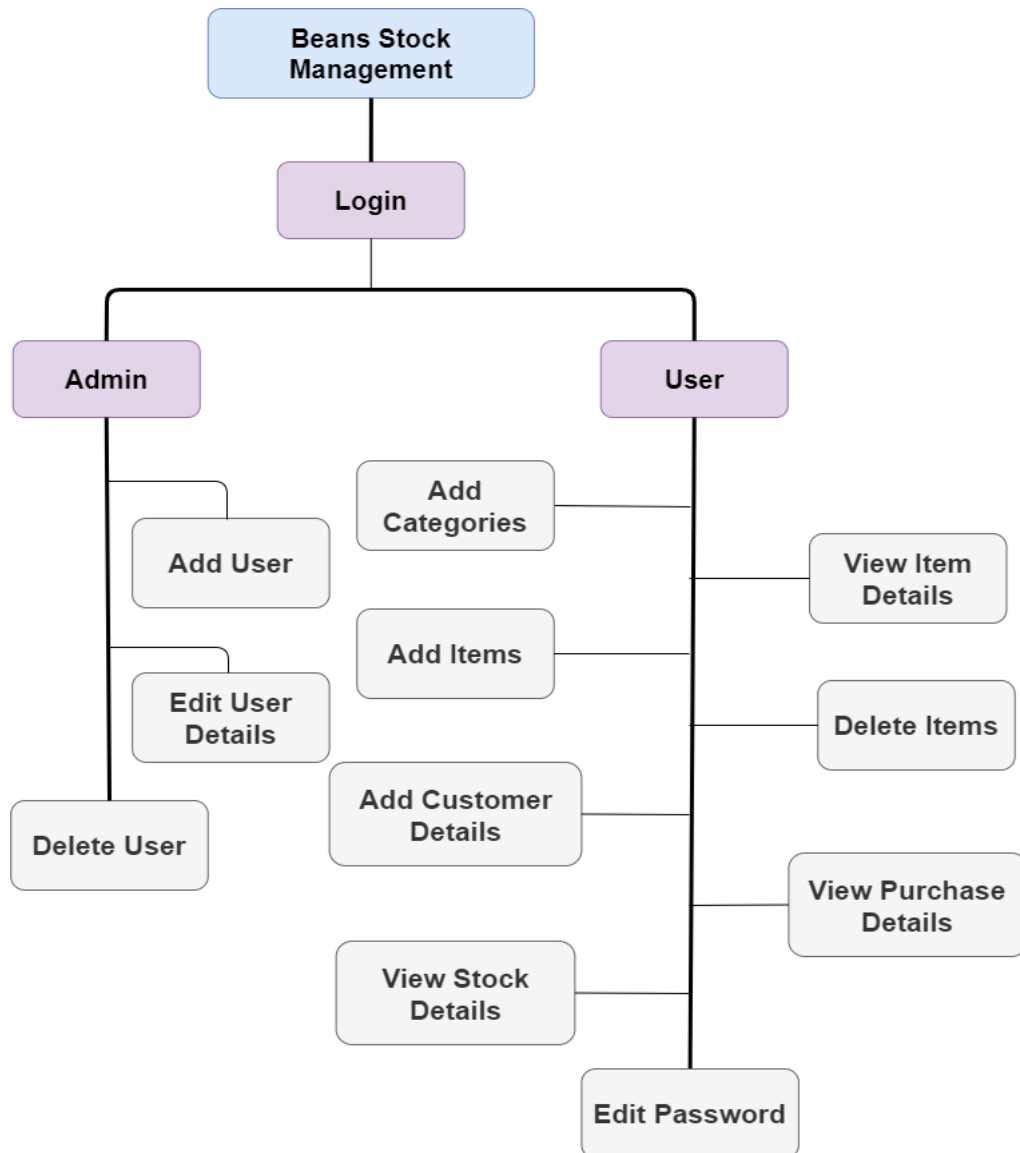 Beans Stock
Management
Login
Admin
User
Add
Categories
Add User
View Item
Details
Add Items
Edit User
Details
Delete Items
Add Customer
Details
Delete User
View Purchase
Details
View Stock
Details
Edit Password